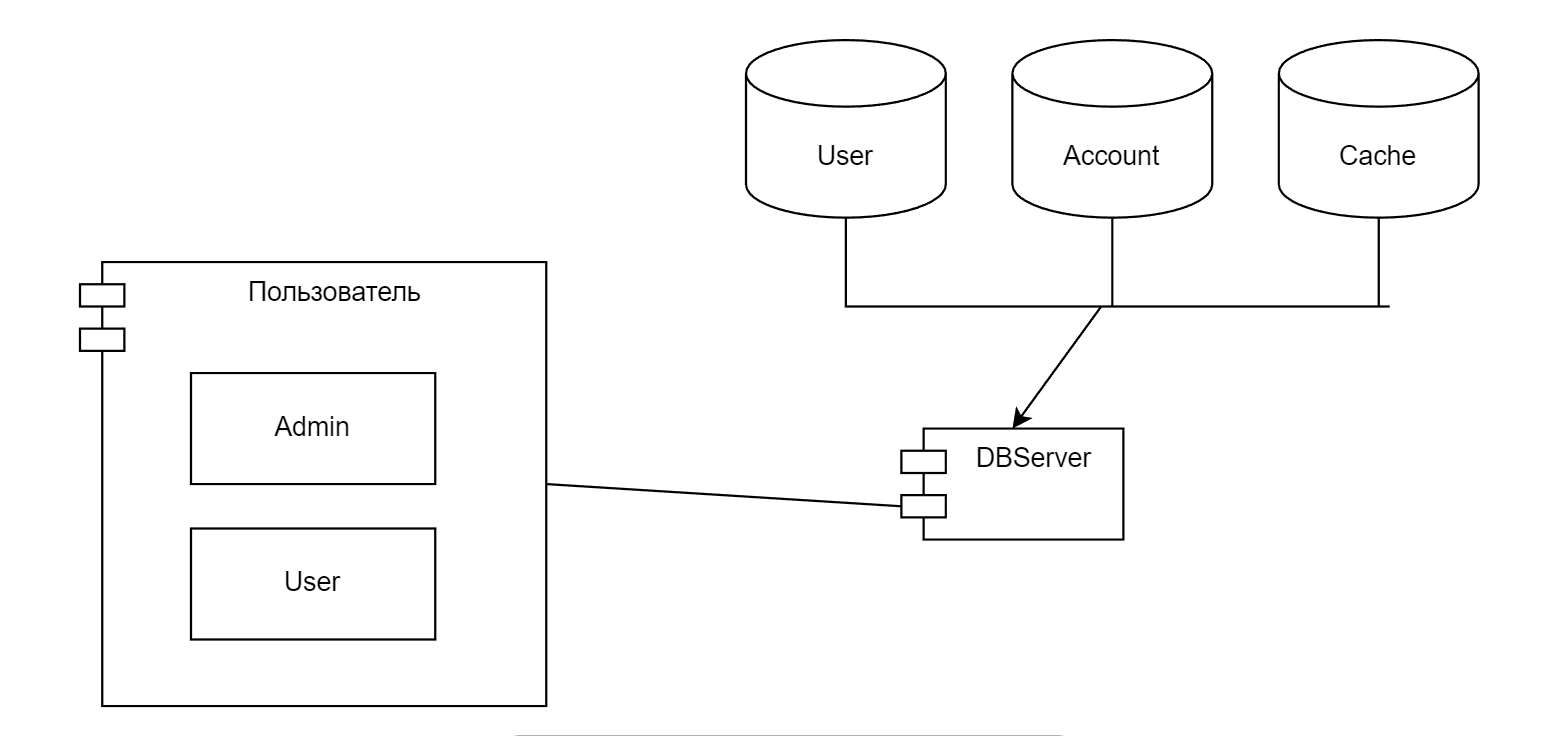 User
Account
Cache
Пользователь
Admin
User
DBServer